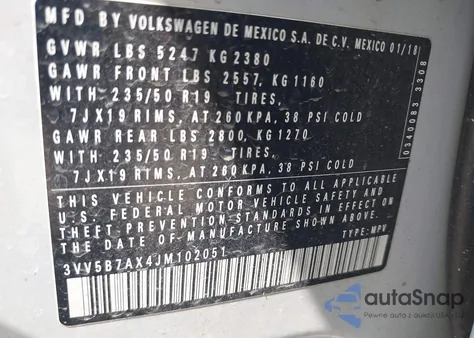 MFD BY VOLKSWAGEN DE MEXICO S.A. DE C.V. MEXICO 01/18
GVWR LBS 5247 KG 2380
GAWR FRONT LBS 2557, KG 1160
WITH 235/50 R19 TIRES,
7JX19 RIMS, AT 260 KPA, 38 PSI COLD
GAWR REAR LBS 2800, KG 1270
WITH 235/50 R19 TIRES,
7JX19 RIMS, AT 260 KPA, 38 PSI COLD
THIS VEHICLE CONFORMS TO ALL APPLICABLE
U.S. FEDERAL MOTOR VEHICLE SAFETY AND
THEFT PREVENTION STANDARDS IN EFFECT ON THE
DATE OF MANUFACTURE SHOWN ABOVE.
3VV5B7AX4JM102051
TYPE: MPV
0340083 3308
autoSnap